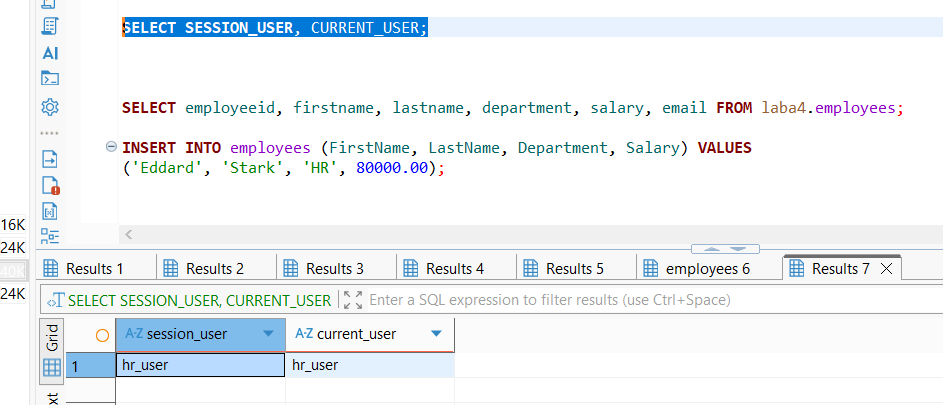 SELECT SESSION_USER, CURRENT_USER;
AI
SELECT employeeid, firstname, lastname, department, salary, email FROM laba4.employees;
INSERT INTO employees (FirstName, LastName, Department, Salary) VALUES
('Eddard', 'Stark', 'HR', 80000.00);
16K
24K
40K
24K
Results 1 Results 2 Results 3 Results 4 Results 5 employees 6 Results 7
SELECT SESSION_USER, CURRENT_USER Enter a SQL expression to filter results (use Ctrl+Space)
Grid
A-Z session_user A-Z current_user
1 hr_user hr_user